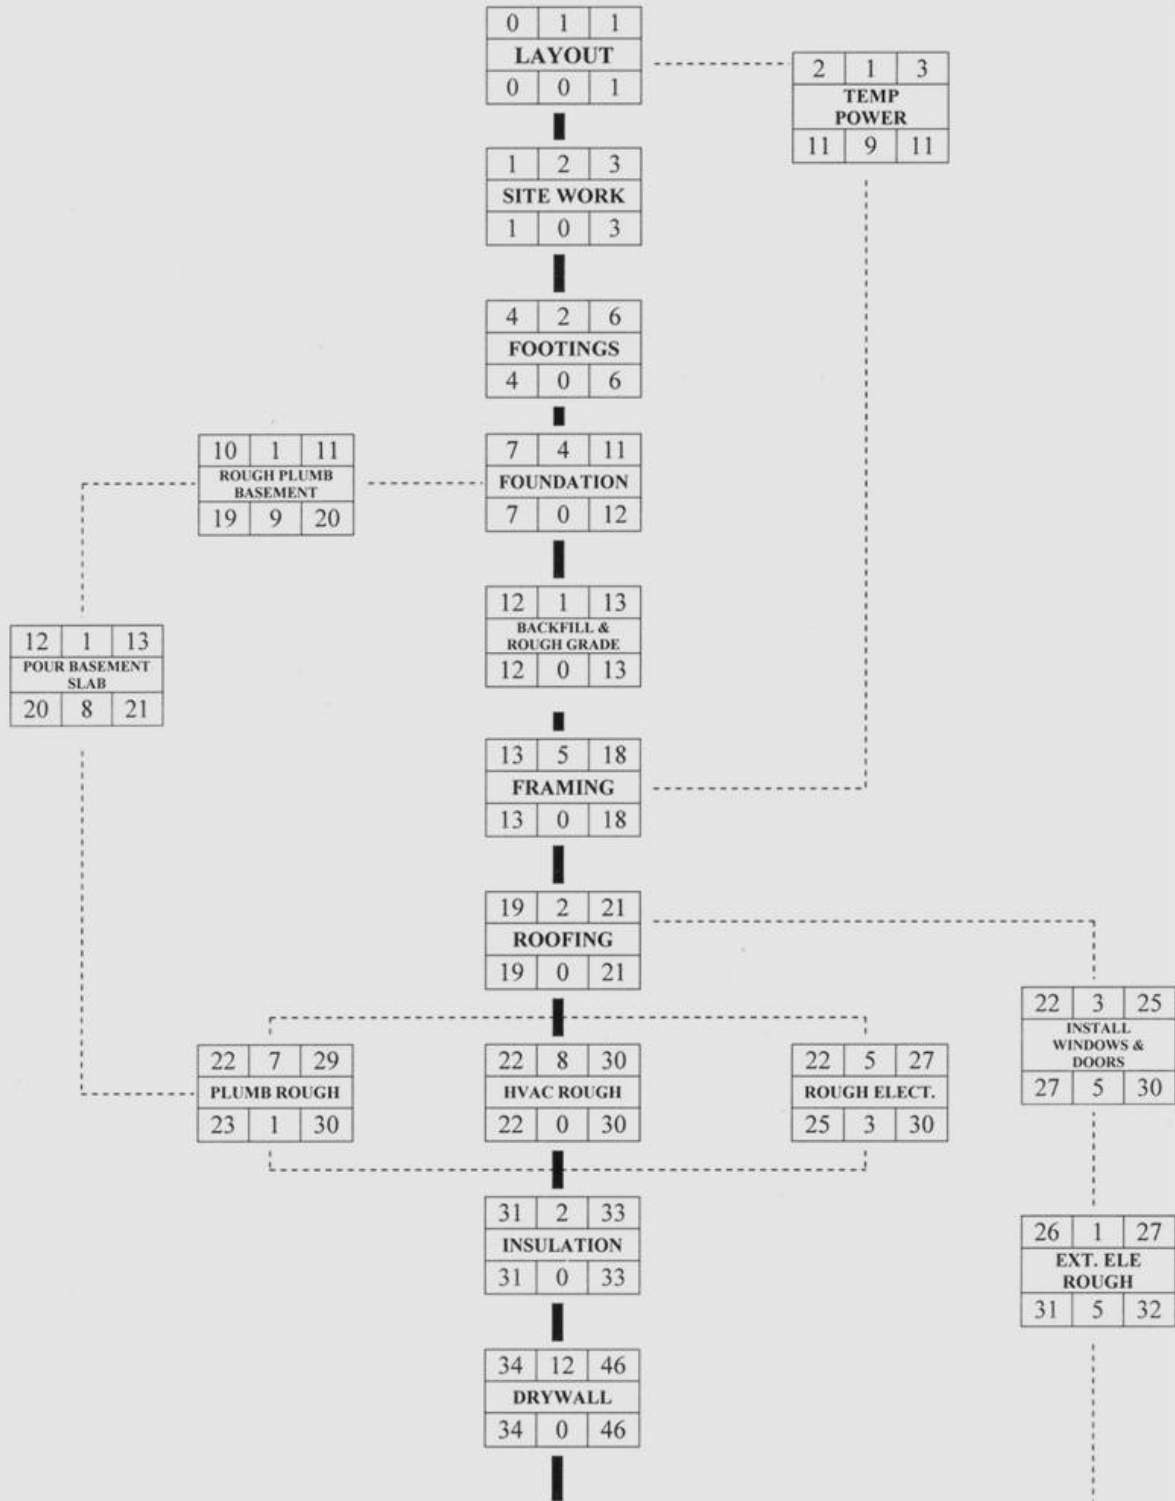 0 1 1
LAYOUT
0 0 1
2 1 3
TEMP
POWER
11 9 11
1 2 3
SITE WORK
1 0 3
4 2 6
FOOTINGS
4 0 6
10 1 11
ROUGH PLUMB
BASEMENT
19 9 20
7 4 11
FOUNDATION
7 0 12
12 1 13
POUR BASEMENT
SLAB
20 8 21
12 1 13
BACKFILL &
ROUGH GRADE
12 0 13
13 5 18
FRAMING
13 0 18
19 2 21
ROOFING
19 0 21
22 3 25
INSTALL
WINDOWS &
DOORS
27 5 30
22 7 29
PLUMB ROUGH
23 1 30
22 8 30
HVAC ROUGH
22 0 30
22 5 27
ROUGH ELECT.
25 3 30
31 2 33
INSULATION
31 0 33
26 1 27
EXT. ELE
ROUGH
31 5 32
34 12 46
DRYWALL
34 0 46